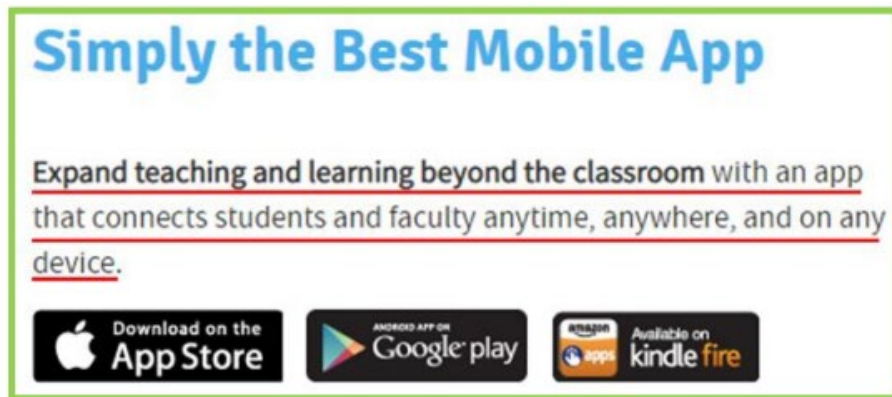 Simply the Best Mobile App
Expand teaching and learning beyond the classroom with an app
that connects students and faculty anytime, anywhere, and on any
device.
Download on the
App Store
ANDROID APP ON
Google play
amazon
apps
Available on
kindle fire